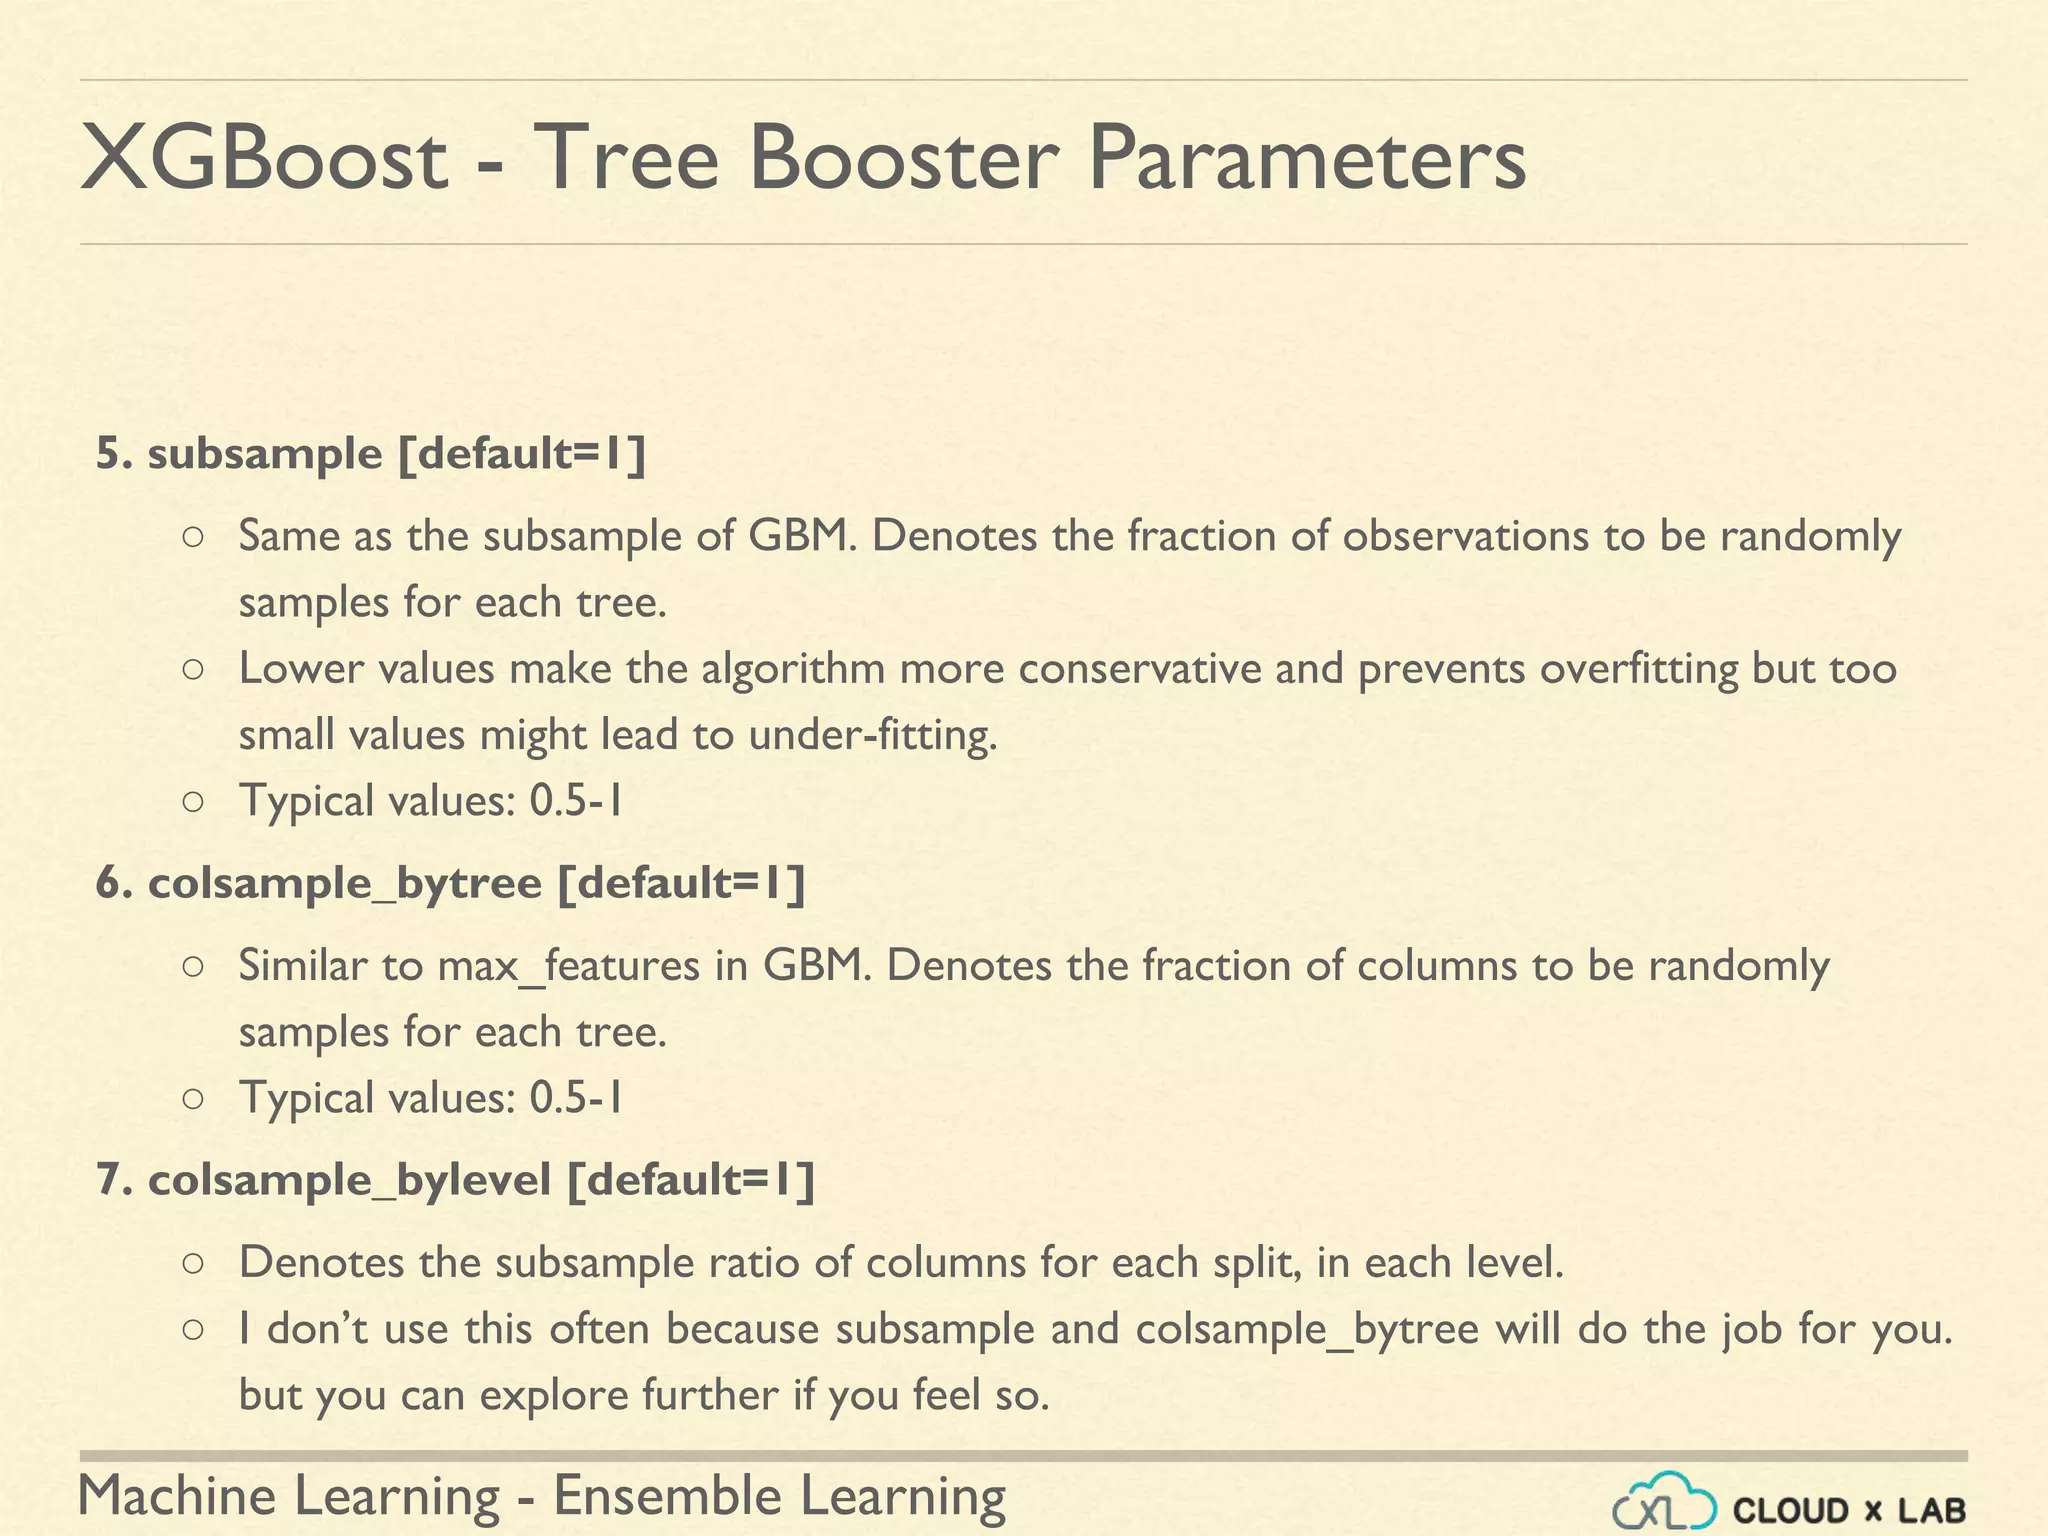 XGBoost - Tree Booster Parameters
5. subsample [default=1]
○ Same as the subsample of GBM. Denotes the fraction of observations to be randomly
samples for each tree.
○ Lower values make the algorithm more conservative and prevents overfitting but too
small values might lead to under-fitting.
○ Typical values: 0.5-1
6. colsample_bytree [default=1]
○ Similar to max_features in GBM. Denotes the fraction of columns to be randomly
samples for each tree.
○ Typical values: 0.5-1
7. colsample_bylevel [default=1]
○ Denotes the subsample ratio of columns for each split, in each level.
○ I don’t use this often because subsample and colsample_bytree will do the job for you.
but you can explore further if you feel so.
Machine Learning - Ensemble Learning
XL CLOUD x LAB